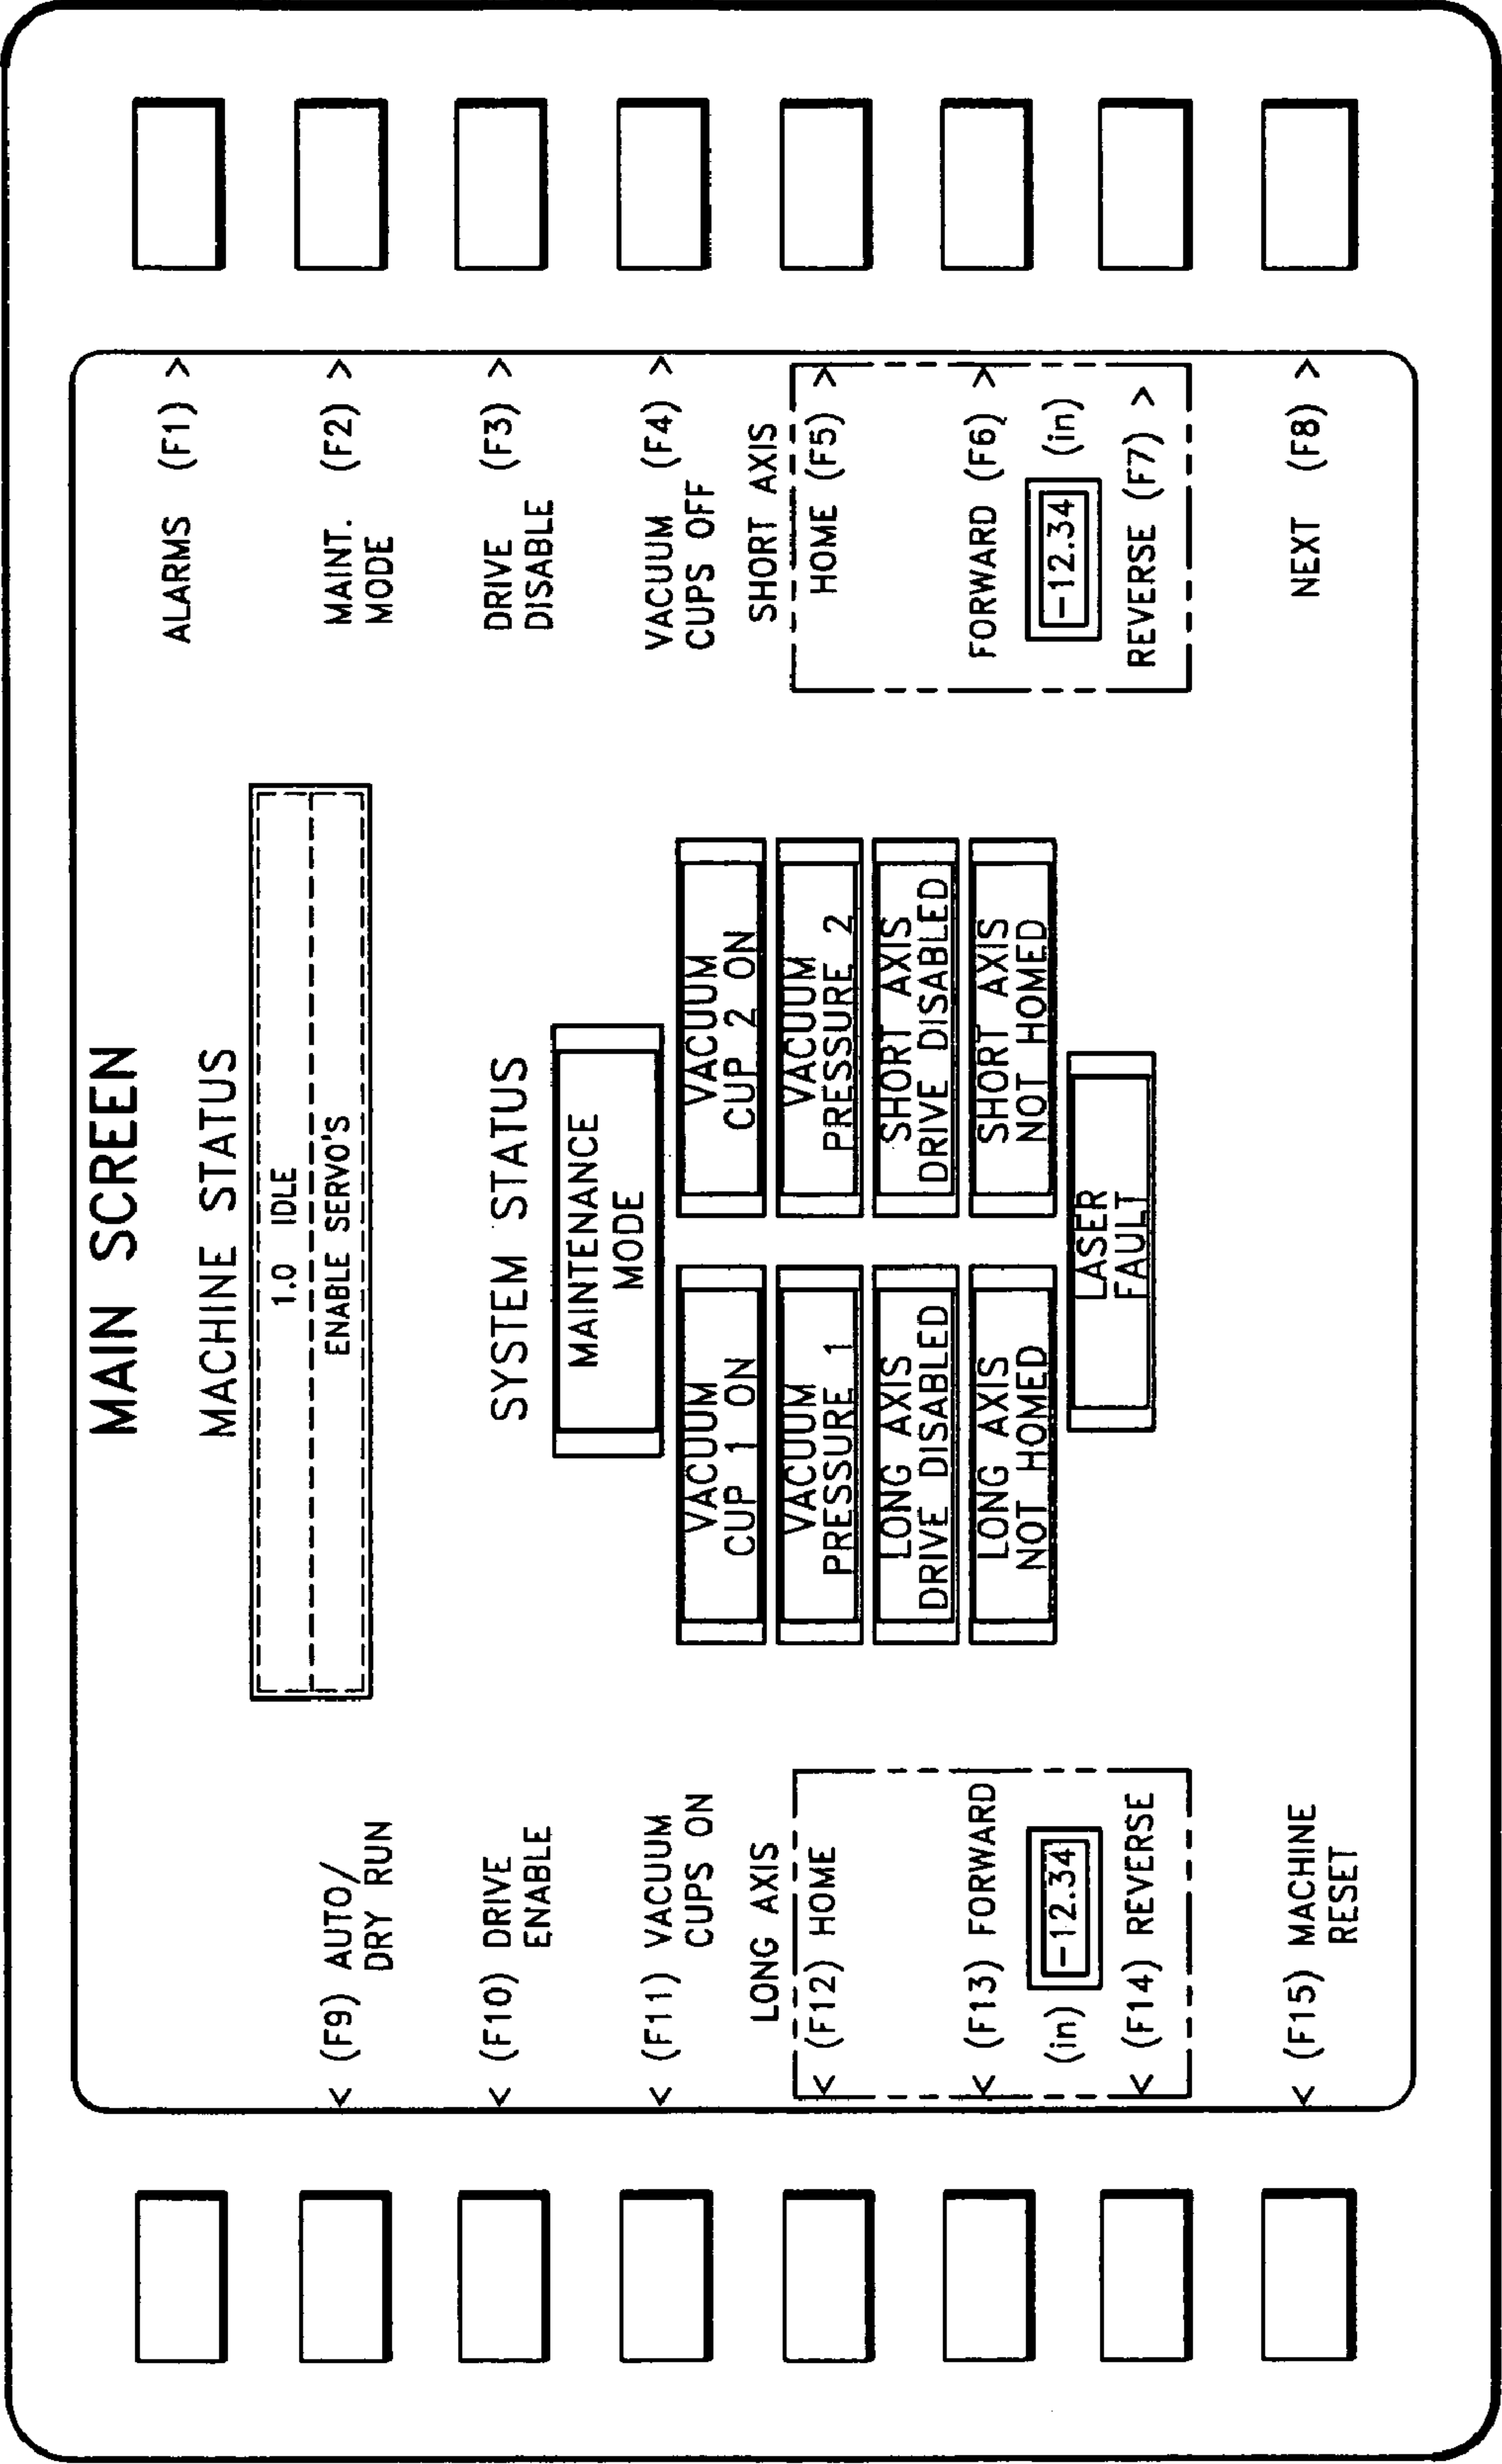 MAIN SCREEN
MACHINE STATUS
1.0 IDLE
ENABLE SERVO'S
< (F9) AUTO/
DRY RUN
< (F10) DRIVE
ENABLE
< (F11) VACUUM
CUPS ON
LONG AXIS
< (F12) HOME
< (F13) FORWARD
(in) -12.34
< (F14) REVERSE
< (F15) MACHINE
RESET
SYSTEM STATUS
MAINTENANCE
MODE
VACUUM
CUP 1 ON
VACUUM
CUP 2 ON
VACUUM
PRESSURE 1
VACUUM
PRESSURE 2
LONG AXIS
DRIVE DISABLED
SHORT AXIS
DRIVE DISABLED
LONG AXIS
NOT HOMED
SHORT AXIS
NOT HOMED
LASER
FAULT
ALARMS (F1) >
MAINT. (F2) >
MODE
DRIVE (F3) >
DISABLE
VACUUM (F4) >
CUPS OFF
SHORT AXIS
HOME (F5) >
FORWARD (F6) >
-12.34 (in)
REVERSE (F7) >
NEXT (F8) >